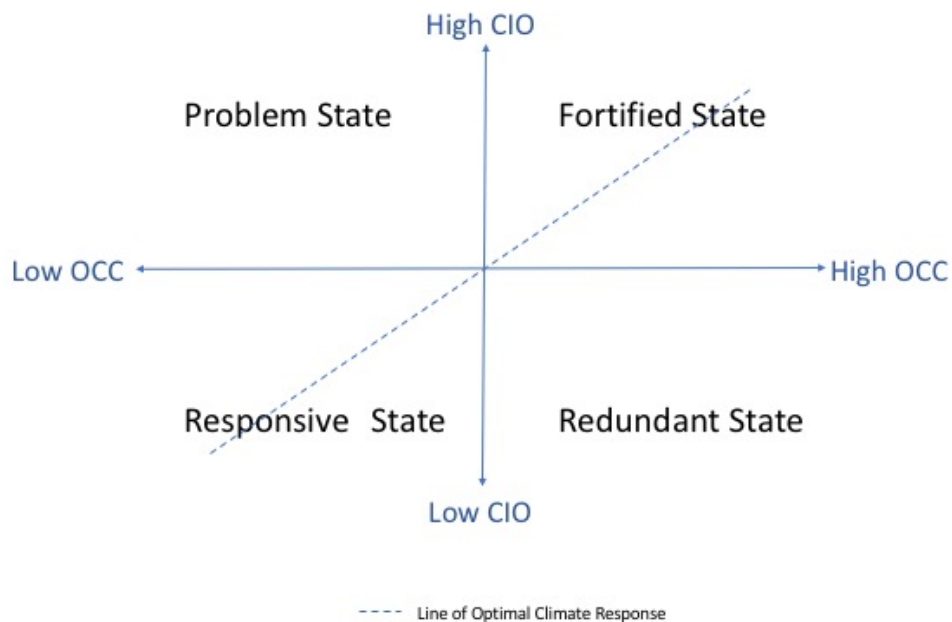 High CIO
Problem State
Fortified State
Low OCC
High OCC
Responsive State
Redundant State
Low CIO
Line of Optimal Climate Response